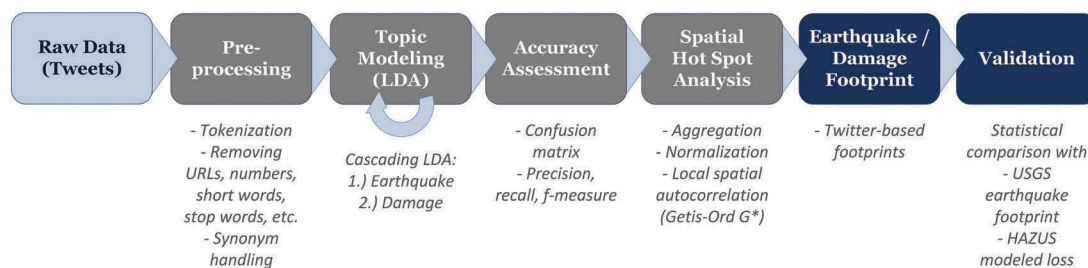 Raw Data
(Tweets)
Pre-
processing
Topic
Modeling
(LDA)
Accuracy
Assessment
Spatial
Hot Spot
Analysis
Earthquake /
Damage
Footprint
Validation
- Tokenization
- Removing
URLs, numbers,
short words,
stop words, etc.
- Synonym
handling
Cascading LDA:
1.) Earthquake
2.) Damage
- Confusion
matrix
- Precision,
recall, f-measure
- Aggregation
- Normalization
- Local spatial
autocorrelation
(Getis-Ord G*)
- Twitter-based
footprints
Statistical
comparison with
- USGS
earthquake
footprint
- HAZUS
modeled loss